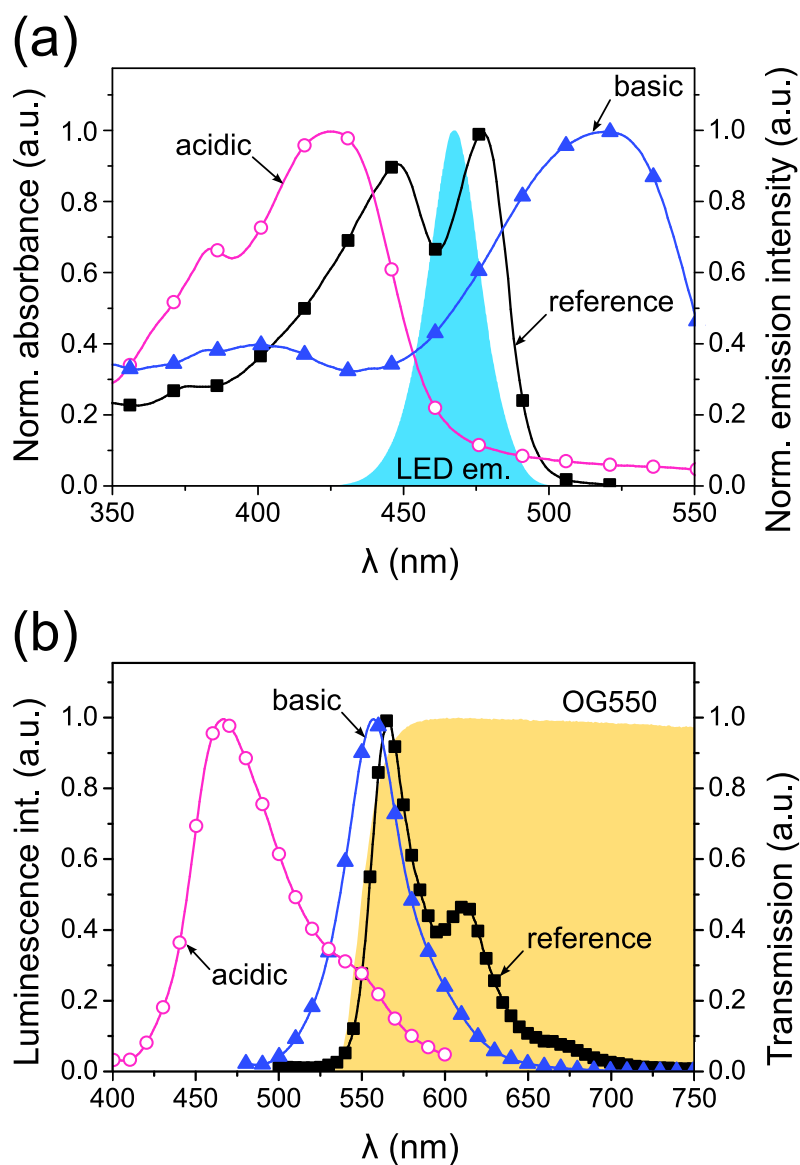 (a)
Norm. absorbance (a.u.)
Norm. emission intensity (a.u.)
1.0
0.8
0.6
0.4
0.2
0.0
1.0
0.8
0.6
0.4
0.2
0.0
acidic
basic
reference
LED em.
350 400 450 500 550
λ (nm)
(b)
Luminescence int. (a.u.)
Transmission (a.u.)
1.0
0.8
0.6
0.4
0.2
0.0
1.0
0.8
0.6
0.4
0.2
0.0
basic
OG550
acidic
reference
400 450 500 550 600 650 700 750
λ (nm)